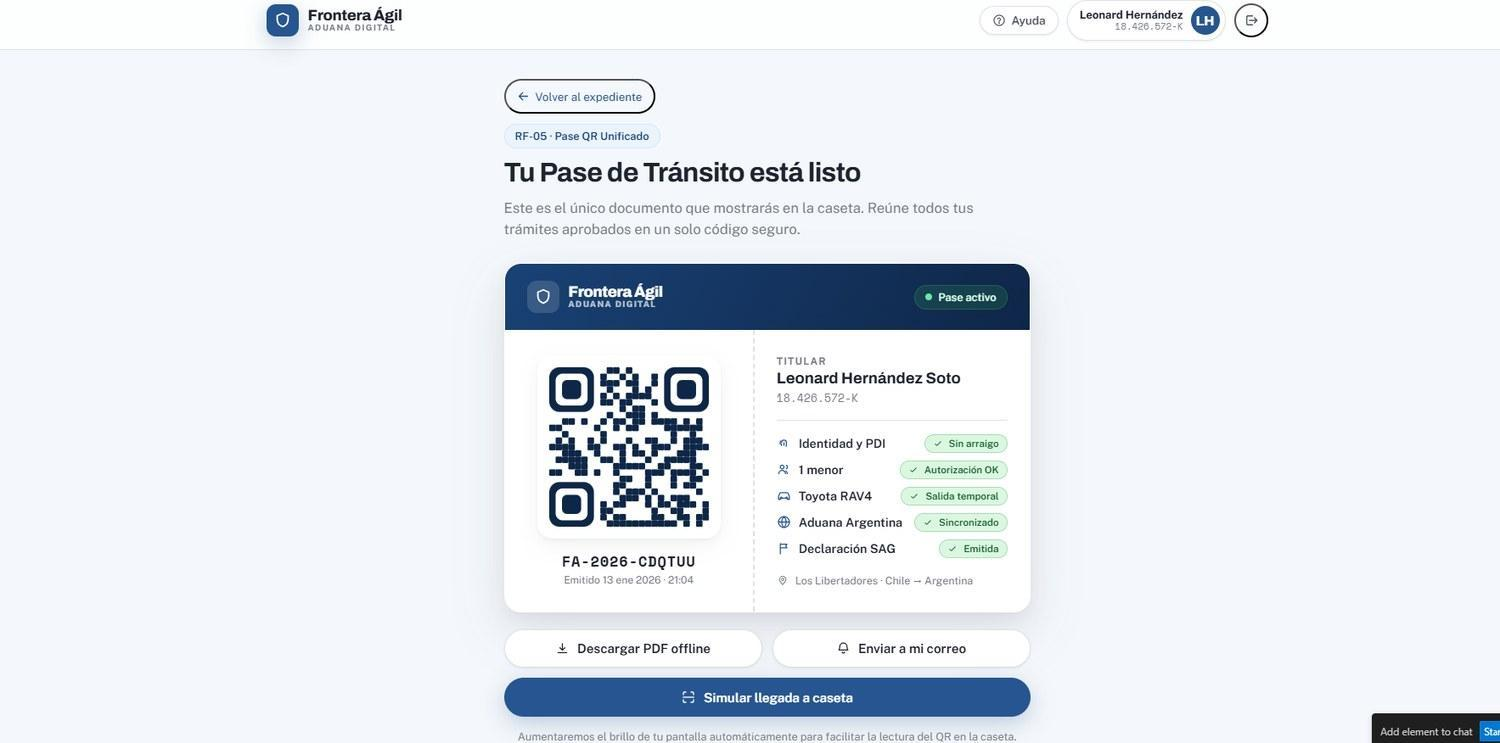 Frontera Ágil
ADUANA DIGITAL
Ayuda
Leonard Hernández
18.426.572-K
LH
Volver al expediente
RF-05 · Pase QR Unificado
Tu Pase de Tránsito está listo
Este es el único documento que mostrarás en la caseta. Reúne todos tus
trámites aprobados en un solo código seguro.
Frontera Ágil
ADUANA DIGITAL
Pase activo
FA-2026-CDQTUU
Emitido 13 ene 2026 · 21:04
TITULAR
Leonard Hernández Soto
18.426.572-K
Identidad y PDI Sin arraigo
1 menor Autorización OK
Toyota RAV4 Salida temporal
Aduana Argentina Sincronizado
Declaración SAG Emitida
Los Libertadores · Chile → Argentina
Descargar PDF offline
Enviar a mi correo
Simular llegada a caseta
Aumentaremos el brillo de tu pantalla automáticamente para facilitar la lectura del QR en la caseta.
Add element to chat